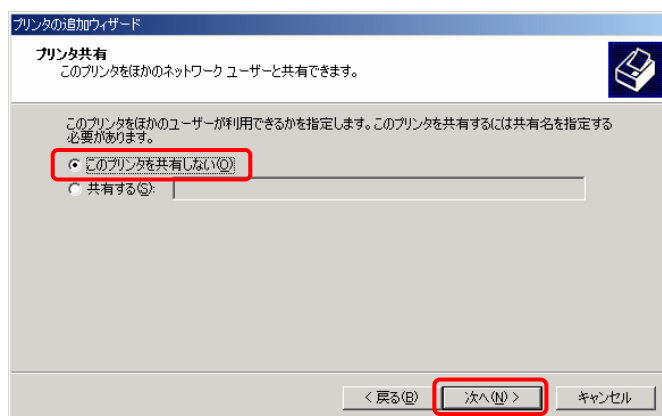 プリンタの追加ウィザード
プリンタ共有
このプリンタをほかのネットワーク ユーザーと共有できます。
このプリンタをほかのユーザーが利用できるかを指定します。このプリンタを共有するには共有名を指定する
必要があります。
このプリンタを共有しない(O)
共有する(S):
< 戻る(B) 次へ(N) > キャンセル